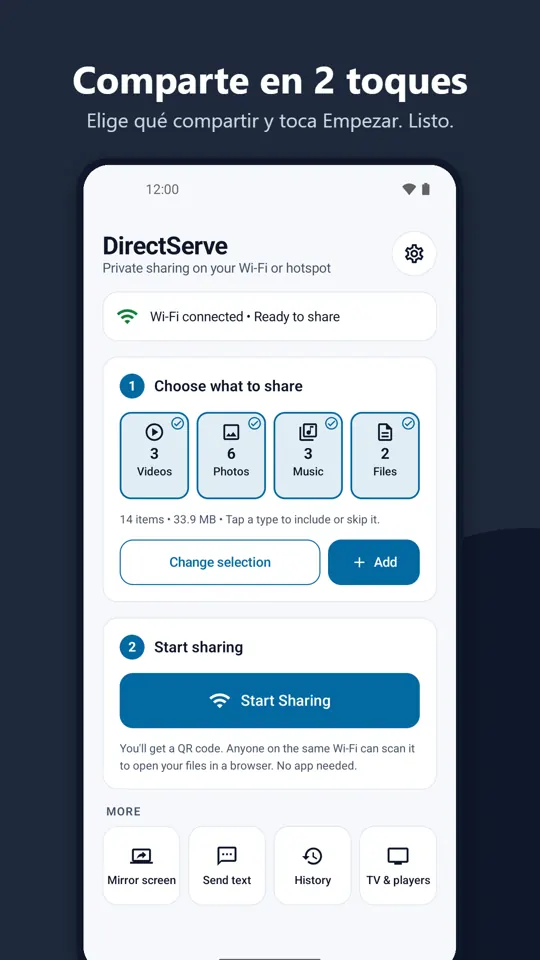 Comparte en 2 toques
Elige qué compartir y toca Empezar. Listo.
12:00
DirectServe
Private sharing on your Wi-Fi or hotspot
Wi-Fi connected • Ready to share
1 Choose what to share
3 6 3 2
Videos Photos Music Files
14 items • 33.9 MB • Tap a type to include or skip it.
Change selection + Add
2 Start sharing
Start Sharing
You'll get a QR code. Anyone on the same Wi-Fi can scan it
to open your files in a browser. No app needed.
MORE
Mirror screen Send text History TV & players